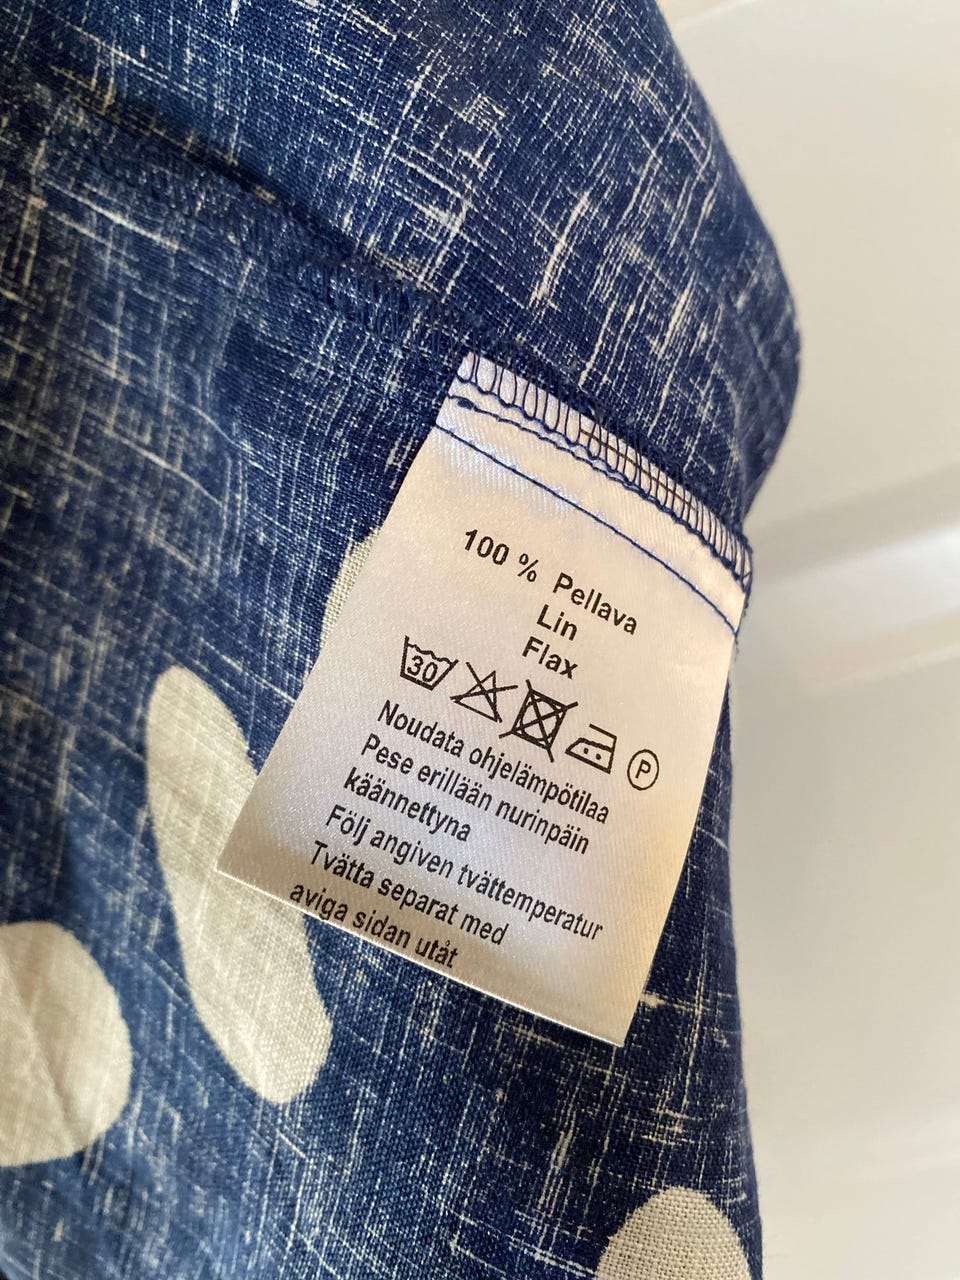 100 % Pellava
Lin
Flax
30 P
Noudata ohjelämpötilaa
Pese erillään nurinpäin
käännettyna
Följ angiven tvättemperatur
Tvätta separat med
aviga sidan utåt